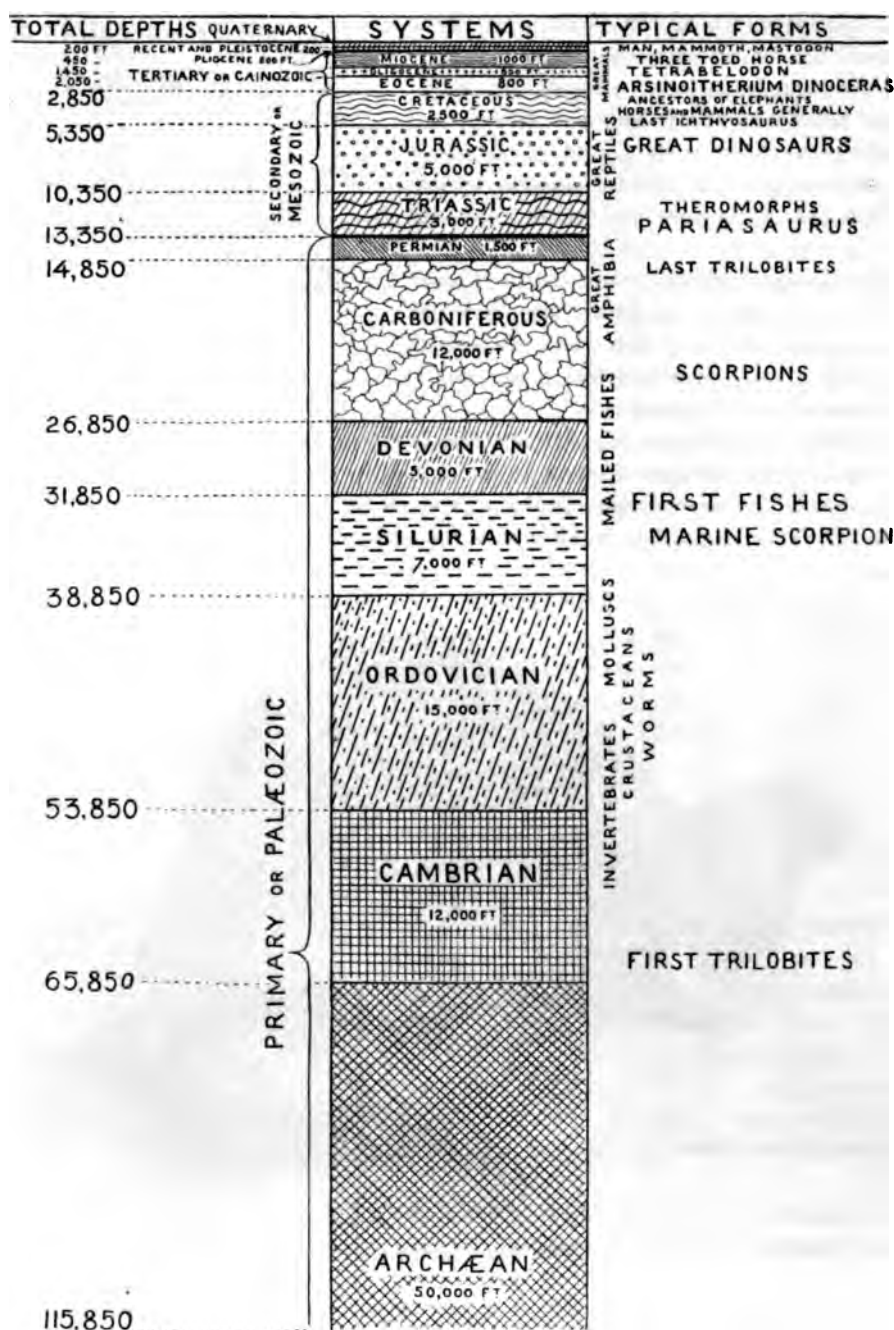 TOTAL DEPTHS QUATERNARY
SYSTEMS
TYPICAL FORMS
200 FT RECENT AND PLEISTOCENE 200
MAN, MAMMOTH, MASTODON
450
MIOCENE 1000 FT
THREE TOED HORSE
1,450
TETRABELODON
2,050
TERTIARY OR CAINOZOIC
EOCENE 800 FT
ARSINOITHERIUM DINOCERAS
GREAT MAMMALS
2,850
CRETACEOUS
2500 FT
ANCESTORS OF ELEPHANTS
HORSES AND MAMMALS GENERALLY
LAST ICHTHYOSAURUS
5,350
SECONDARY OR
MESOZOIC
JURASSIC
5,000 FT
GREAT
REPTILES
GREAT DINOSAURS
10,350
TRIASSIC
3,000 FT
THEROMORPHS
PARIASAURUS
13,350
PERMIAN 1,500 FT
14,850
GREAT
AMPHIBIA
LAST TRILOBITES
CARBONIFEROUS
12,000 FT
SCORPIONS
26,850
DEVONIAN
5,000 FT
MAILED FISHES
31,850
FIRST FISHES
SILURIAN
7,000 FT
MARINE SCORPION
38,850
ORDOVICIAN
15,000 FT
INVERTEBRATES MOLLUSCS
CRUSTACEANS
WORMS
53,850
PRIMARY OR PALÆOZOIC
CAMBRIAN
12,000 FT
FIRST TRILOBITES
65,850
ARCHÆAN
50,000 FT
115,850